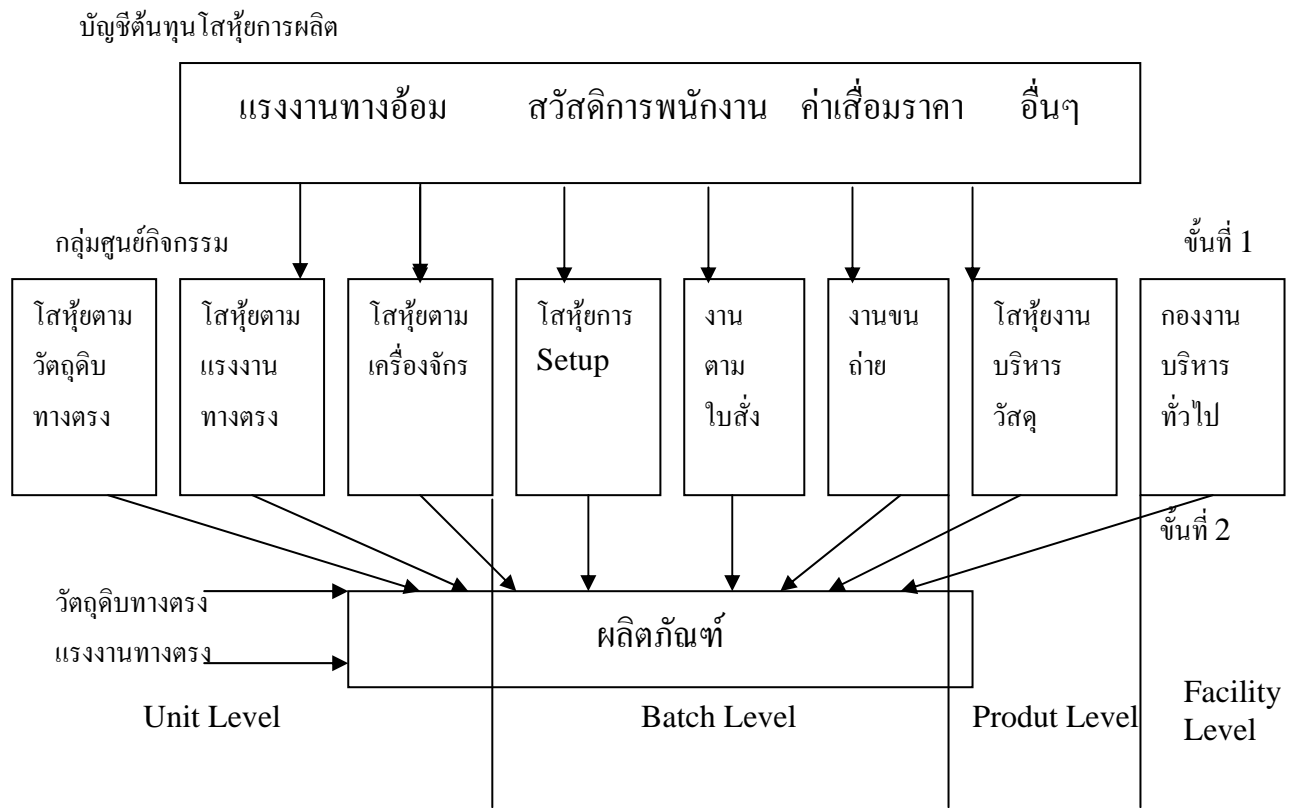 บัญชีต้นทุนโสหุ้ยการผลิต
แรงงานทางอ้อม สวัสดิการพนักงาน ค่าเสื่อมราคา อื่นๆ
กลุ่มศูนย์กิจกรรม
ขั้นที่ 1
โสหุ้ยตาม
วัตถุดิบ
ทางตรง
โสหุ้ยตาม
แรงงาน
ทางตรง
โสหุ้ยตาม
เครื่องจักร
โสหุ้ยการ
Setup
งาน
ตาม
ใบสั่ง
งานขน
ถ่าย
โสหุ้ยงาน
บริหาร
วัสดุ
กองงาน
บริหาร
ทั่วไป
ขั้นที่ 2
วัตถุดิบทางตรง
แรงงานทางตรง
ผลิตภัณฑ์
Unit Level
Batch Level
Produt Level
Facility
Level